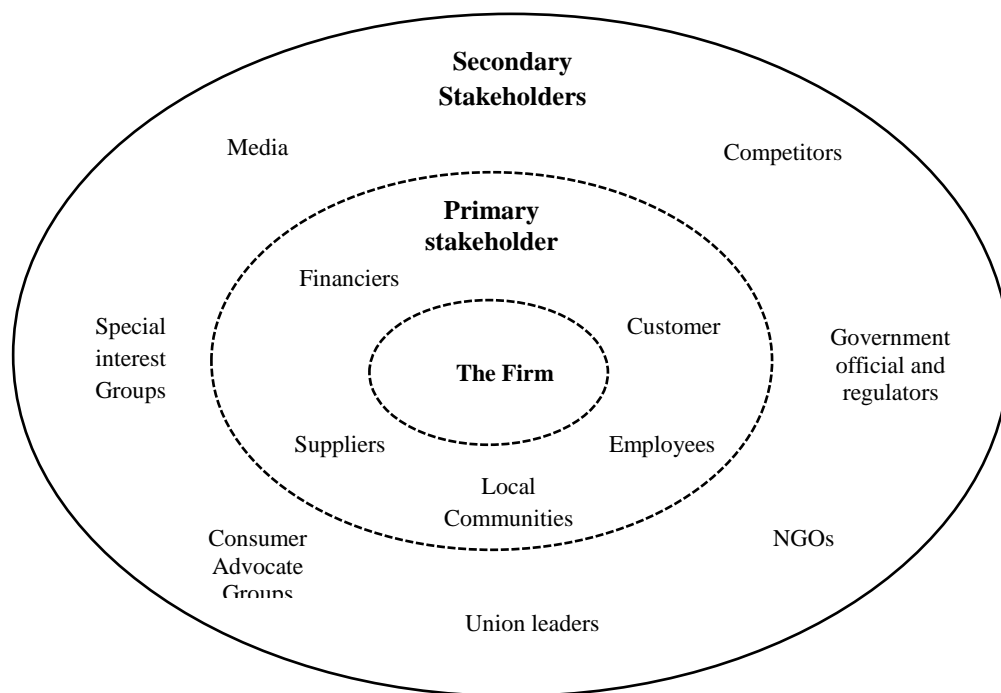 Secondary
Stakeholders
Media
Competitors
Primary
stakeholder
Financiers
Customer
Special
interest
Groups
The Firm
Government
official and
regulators
Suppliers
Employees
Local
Communities
Consumer
Advocate
Groups
NGOs
Union leaders